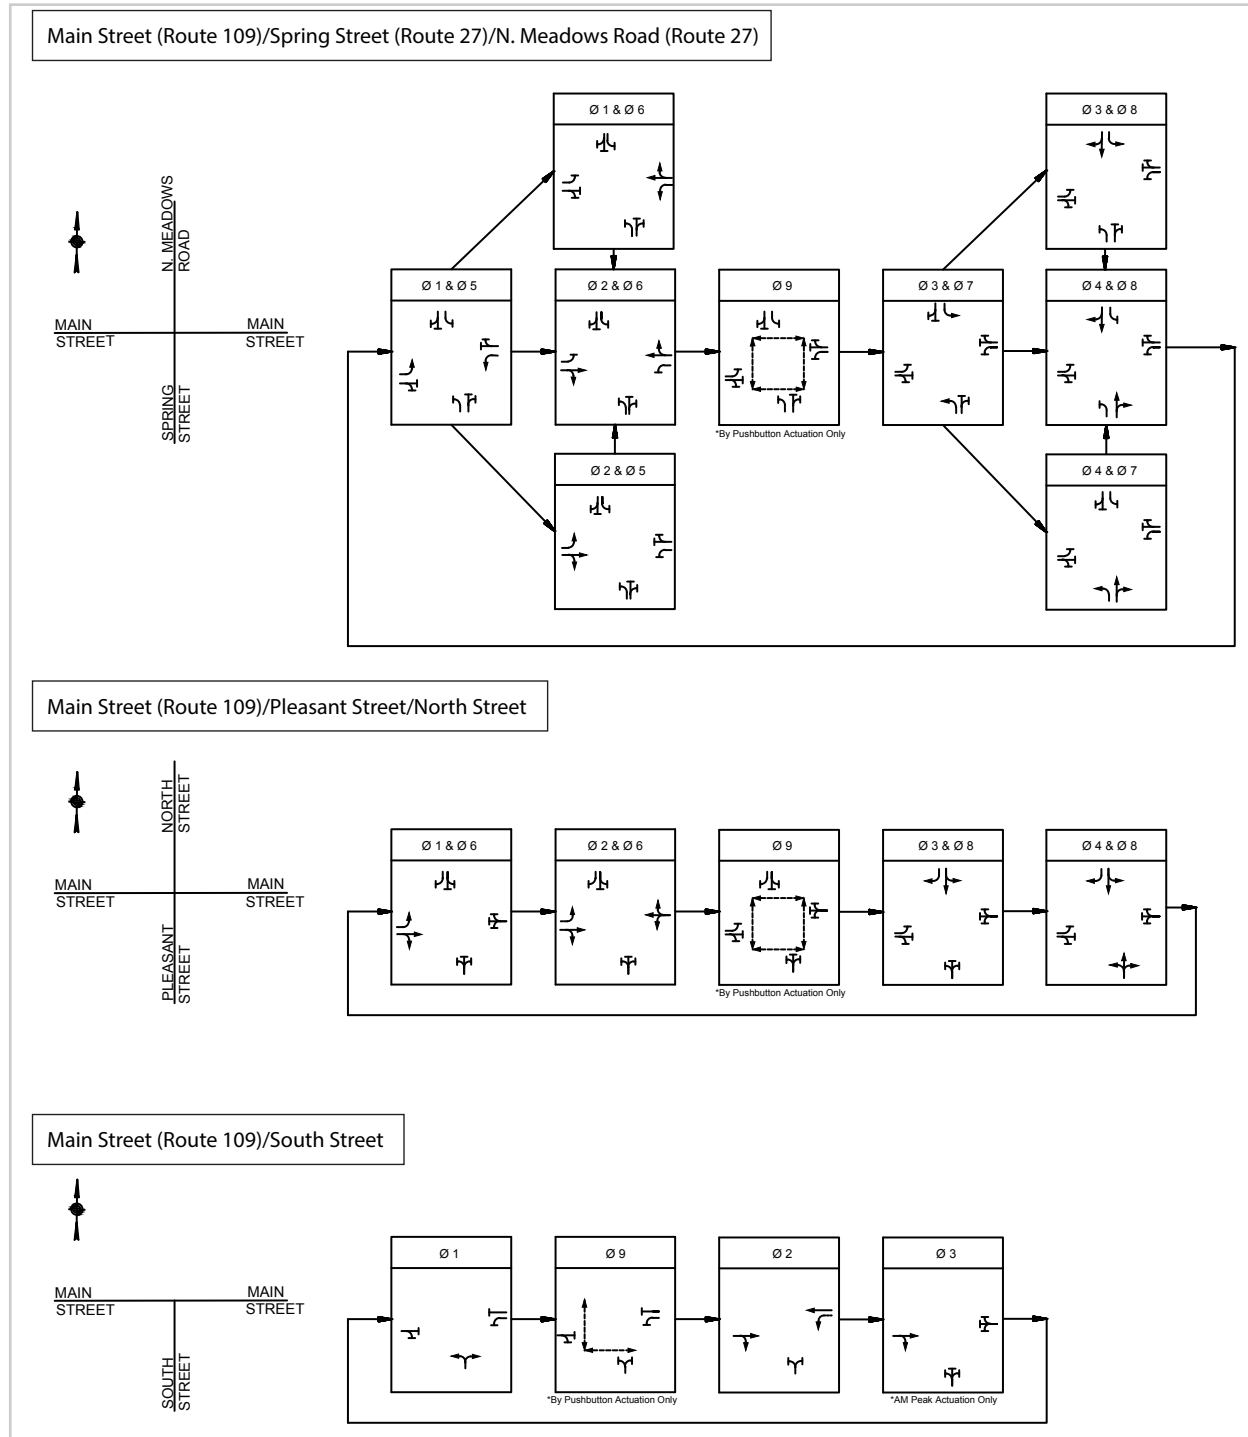 Main Street (Route 109)/Spring Street (Route 27)/N. Meadows Road (Route 27)
Ø 1 & Ø 6
Ø 3 & Ø 8
N. MEADOWS
ROAD
MAIN
STREET
MAIN
STREET
SPRING
STREET
Ø 1 & Ø 5
Ø 2 & Ø 6
Ø 9
Ø 3 & Ø 7
Ø 4 & Ø 8
*By Pushbutton Actuation Only
Ø 2 & Ø 5
Ø 4 & Ø 7
Main Street (Route 109)/Pleasant Street/North Street
NORTH
STREET
MAIN
STREET
MAIN
STREET
PLEASANT
STREET
Ø 1 & Ø 6
Ø 2 & Ø 6
Ø 9
Ø 3 & Ø 8
Ø 4 & Ø 8
*By Pushbutton Actuation Only
Main Street (Route 109)/South Street
MAIN
STREET
MAIN
STREET
SOUTH
STREET
Ø 1
Ø 9
Ø 2
Ø 3
*By Pushbutton Actuation Only
*AM Peak Actuation Only